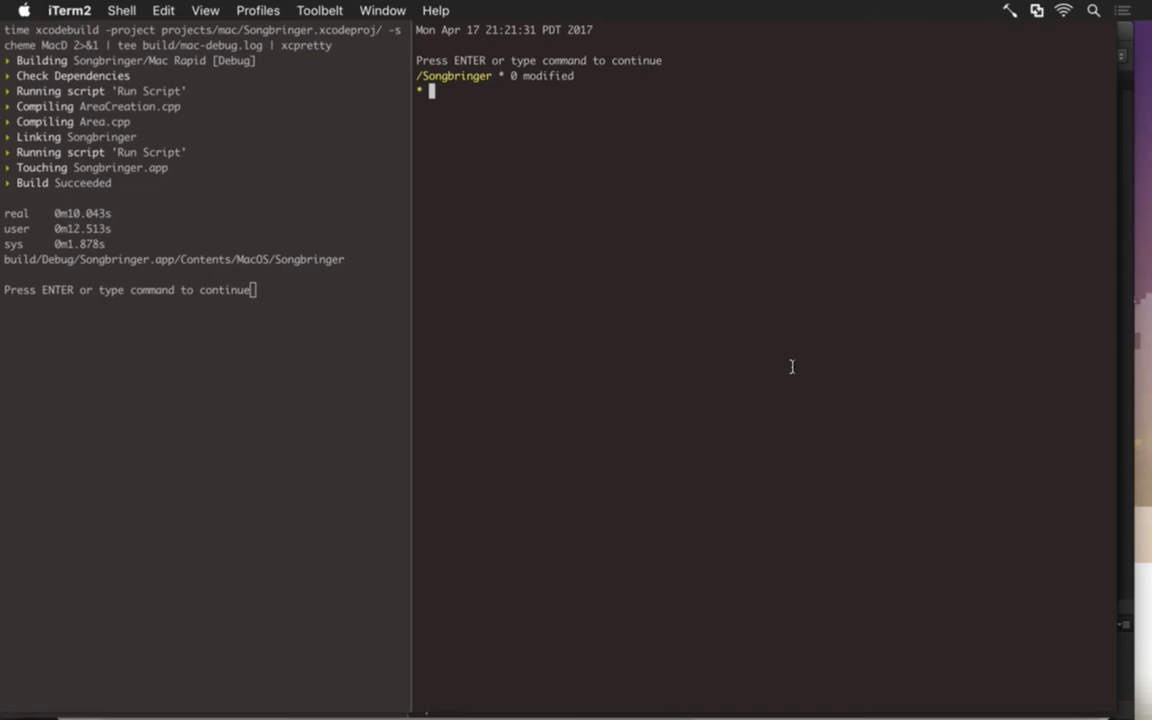 iTerm2 Shell Edit View Profiles Toolbelt Window Help
time xcodebuild -project projects/mac/Songbringer.xcodeproj/ -s
cheme MacD 2>&1 | tee build/mac-debug.log | xcpretty
Building Songbringer/Mac Rapid [Debug]
Check Dependencies
Running script 'Run Script'
Compiling AreaCreation.cpp
Compiling Area.cpp
Linking Songbringer
Running script 'Run Script'
Touching Songbringer.app
Build Succeeded
real 0m10.043s
user 0m12.513s
sys 0m1.878s
build/Debug/Songbringer.app/Contents/MacOS/Songbringer
Press ENTER or type command to continue
Mon Apr 17 21:21:31 PDT 2017
Press ENTER or type command to continue
/Songbringer * 0 modified
*